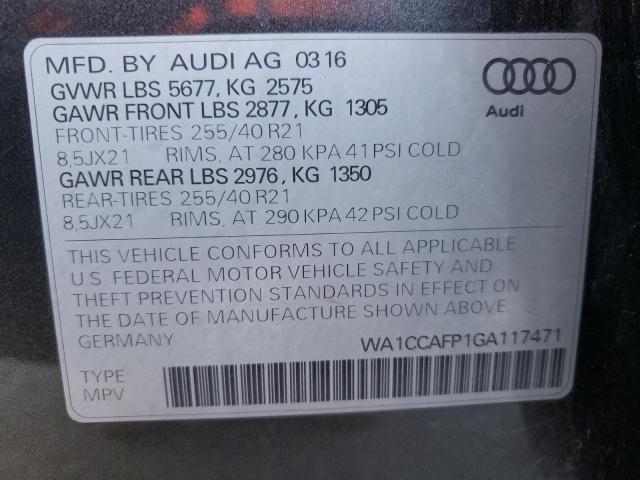 MFD. BY AUDI AG 0316
GVWR LBS 5677, KG 2575
GAWR FRONT LBS 2877, KG 1305
FRONT-TIRES 255/40 R21
8,5JX21 RIMS, AT 280 KPA 41 PSI COLD
GAWR REAR LBS 2976, KG 1350
REAR-TIRES 255/40 R21
8,5JX21 RIMS, AT 290 KPA 42 PSI COLD
Audi
THIS VEHICLE CONFORMS TO ALL APPLICABLE
U.S. FEDERAL MOTOR VEHICLE SAFETY AND
THEFT PREVENTION STANDARDS IN EFFECT ON
THE DATE OF MANUFACTURE SHOWN ABOVE
GERMANY WA1CCAFP1GA117471
TYPE
MPV